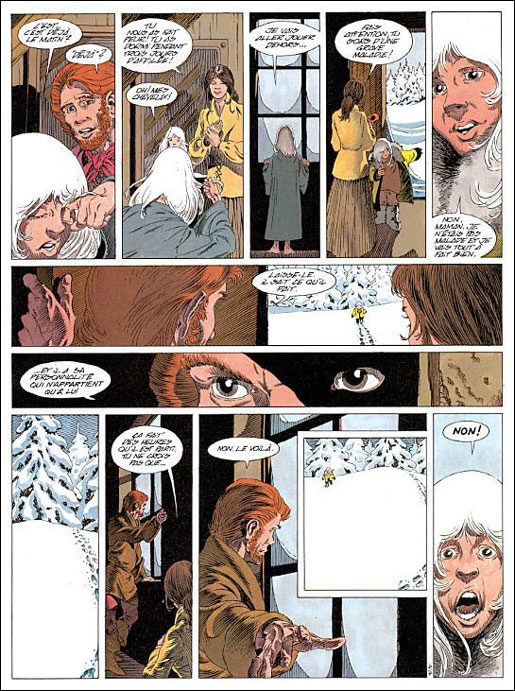 C'EST...
C'EST DÉJÀ
LE MATIN?
"DÉJÀ"?
TU
NOUS AS FAIT
PEUR! TU AS
DORMI PENDANT
TROIS JOURS
D'AFFILÉE!
OH! MES
CHEVEUX!
JE VAIS
ALLER JOUER
DEHORS...
FAIS
ATTENTION, TU
SORS D'UNE
GRAVE
MALADIE!
NON,
MAMAN, JE
N'ÉTAIS PAS
MALADE ET JE
VAIS TOUT À
FAIT BIEN.
LAISSE-LE.
IL SAIT CE QU'IL
FAIT.
...ET IL A SA
PERSONNALITÉ
QUI N'APPARTIENT
QU'À LUI
ÇA FAIT
DES HEURES
QU'IL EST PARTI.
TU NE CROIS
PAS QUE...
NON. LE VOILÀ.
NON!